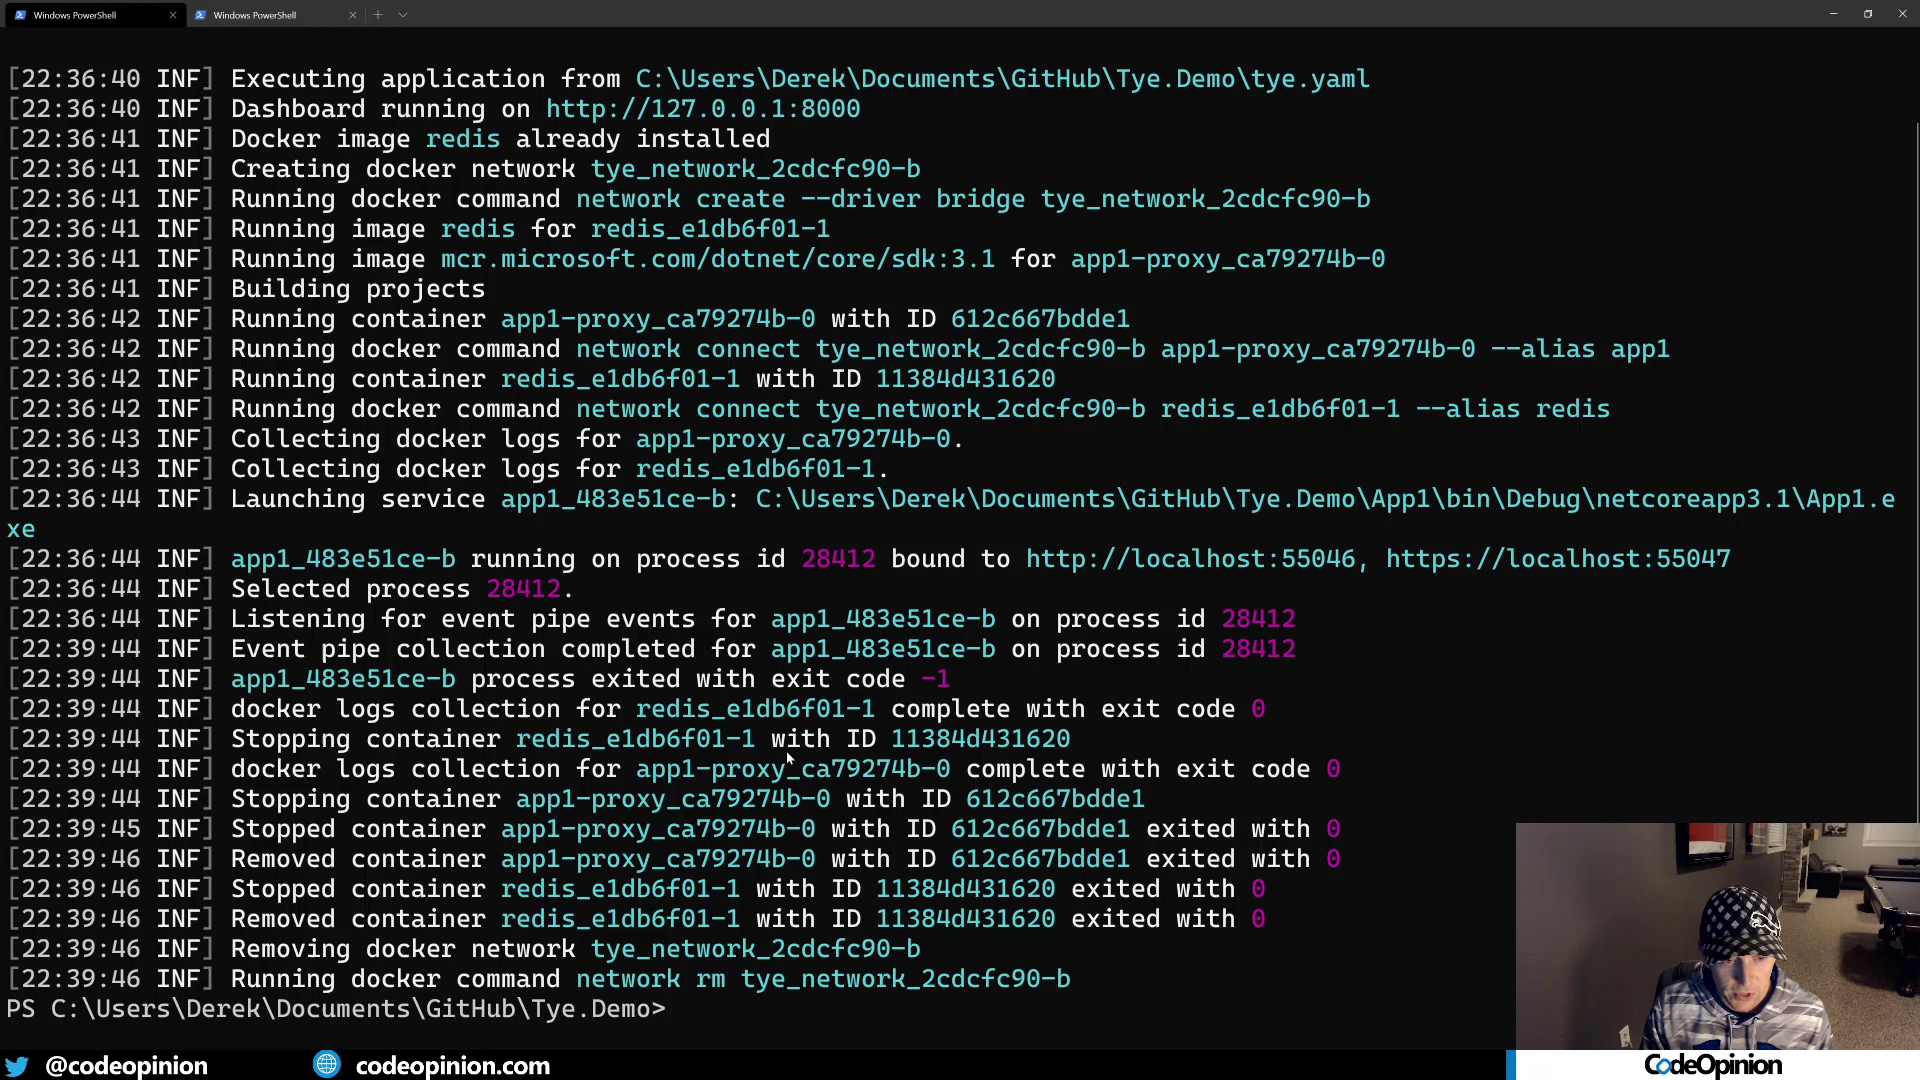 Windows PowerShell
Windows PowerShell
[22:36:40 INF] Executing application from C:\Users\Derek\Documents\GitHub\Tye.Demo\tye.yaml
[22:36:40 INF] Dashboard running on http://127.0.0.1:8000
[22:36:41 INF] Docker image redis already installed
[22:36:41 INF] Creating docker network tye_network_2cdcfc90-b
[22:36:41 INF] Running docker command network create --driver bridge tye_network_2cdcfc90-b
[22:36:41 INF] Running image redis for redis_e1db6f01-1
[22:36:41 INF] Running image mcr.microsoft.com/dotnet/core/sdk:3.1 for app1-proxy_ca79274b-0
[22:36:41 INF] Building projects
[22:36:42 INF] Running container app1-proxy_ca79274b-0 with ID 612c667bdde1
[22:36:42 INF] Running docker command network connect tye_network_2cdcfc90-b app1-proxy_ca79274b-0 --alias app1
[22:36:42 INF] Running container redis_e1db6f01-1 with ID 11384d431620
[22:36:42 INF] Running docker command network connect tye_network_2cdcfc90-b redis_e1db6f01-1 --alias redis
[22:36:43 INF] Collecting docker logs for app1-proxy_ca79274b-0.
[22:36:43 INF] Collecting docker logs for redis_e1db6f01-1.
[22:36:44 INF] Launching service app1_483e51ce-b: C:\Users\Derek\Documents\GitHub\Tye.Demo\App1\bin\Debug\netcoreapp3.1\App1.e
xe
[22:36:44 INF] app1_483e51ce-b running on process id 28412 bound to http://localhost:55046, https://localhost:55047
[22:36:44 INF] Selected process 28412.
[22:36:44 INF] Listening for event pipe events for app1_483e51ce-b on process id 28412
[22:39:44 INF] Event pipe collection completed for app1_483e51ce-b on process id 28412
[22:39:44 INF] app1_483e51ce-b process exited with exit code -1
[22:39:44 INF] docker logs collection for redis_e1db6f01-1 complete with exit code 0
[22:39:44 INF] Stopping container redis_e1db6f01-1 with ID 11384d431620
[22:39:44 INF] docker logs collection for app1-proxy_ca79274b-0 complete with exit code 0
[22:39:44 INF] Stopping container app1-proxy_ca79274b-0 with ID 612c667bdde1
[22:39:45 INF] Stopped container app1-proxy_ca79274b-0 with ID 612c667bdde1 exited with 0
[22:39:46 INF] Removed container app1-proxy_ca79274b-0 with ID 612c667bdde1 exited with 0
[22:39:46 INF] Stopped container redis_e1db6f01-1 with ID 11384d431620 exited with 0
[22:39:46 INF] Removed container redis_e1db6f01-1 with ID 11384d431620 exited with 0
[22:39:46 INF] Removing docker network tye_network_2cdcfc90-b
[22:39:46 INF] Running docker command network rm tye_network_2cdcfc90-b
PS C:\Users\Derek\Documents\GitHub\Tye.Demo>
@codeopinion
codeopinion.com
CodeOpinion